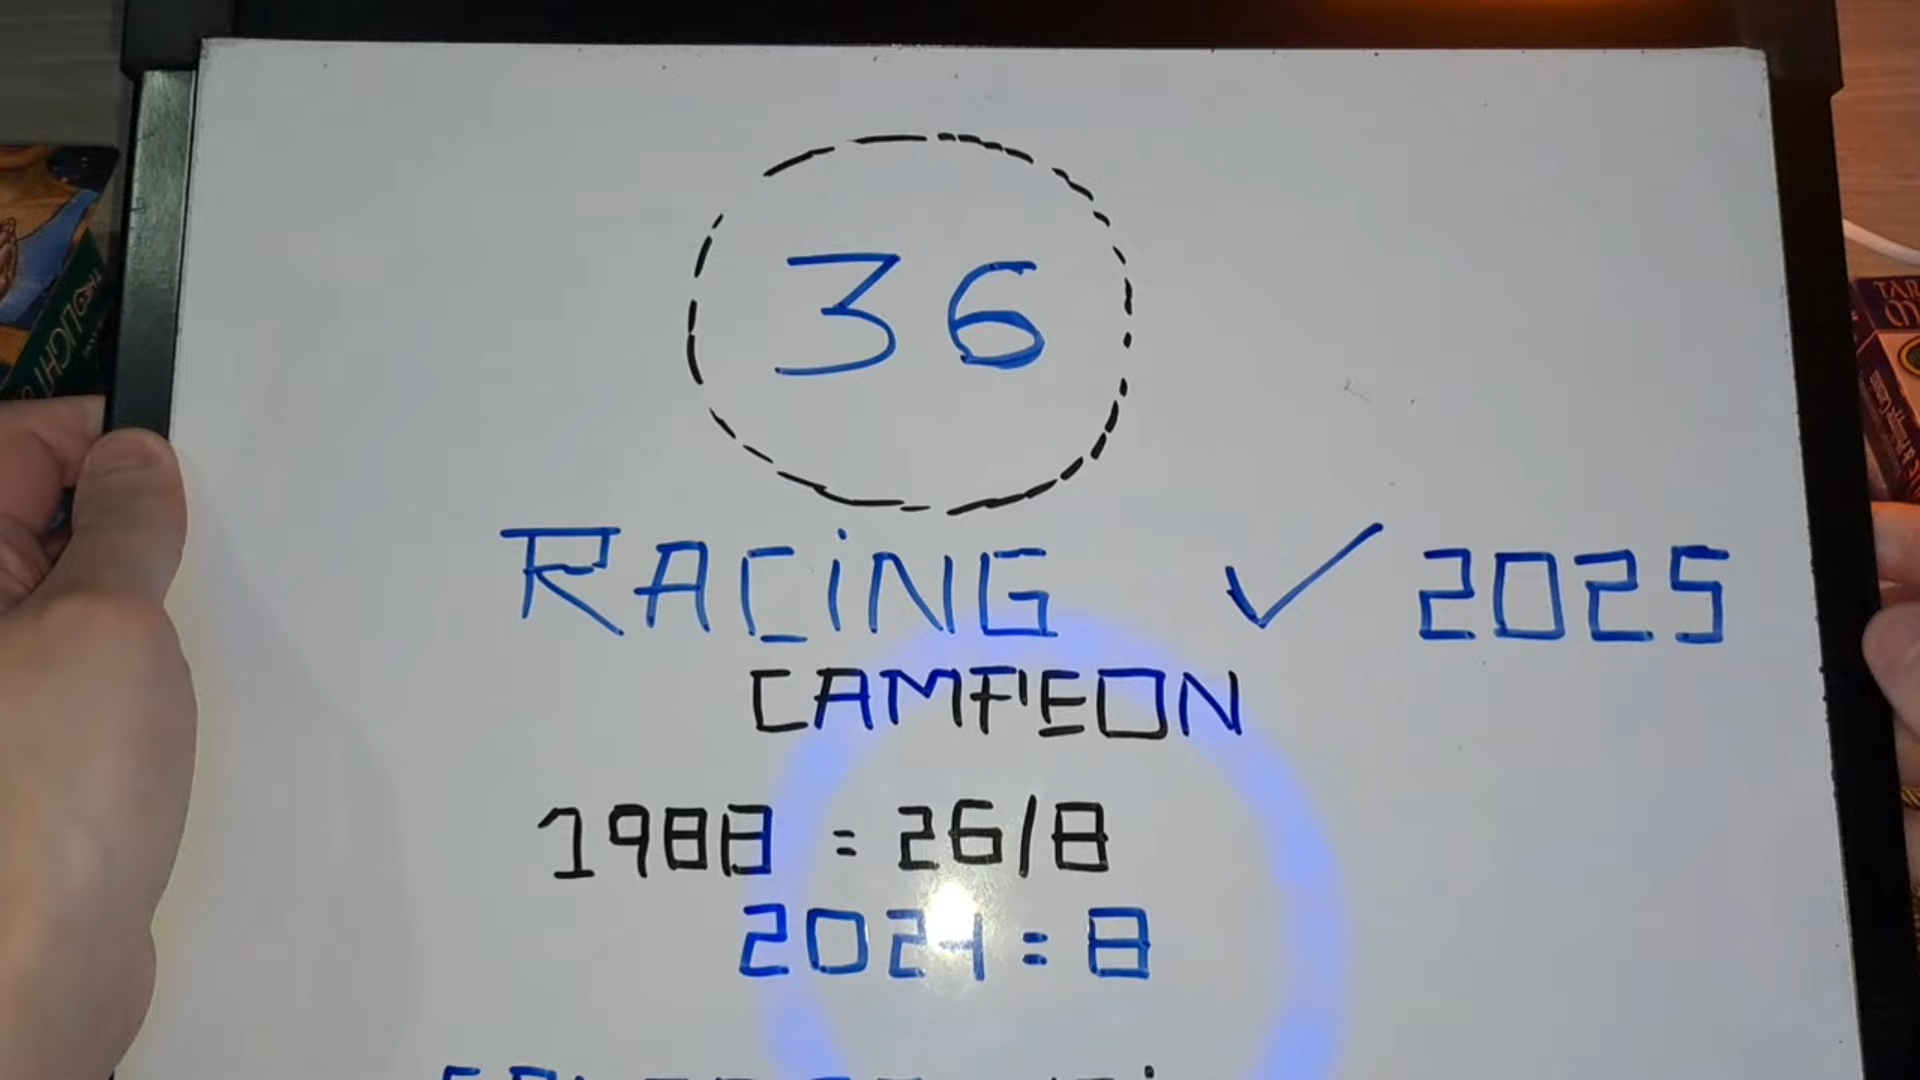 36
RACiNG ✓ 2025
CAMPEON
1988 = 26/8
2024 = 8